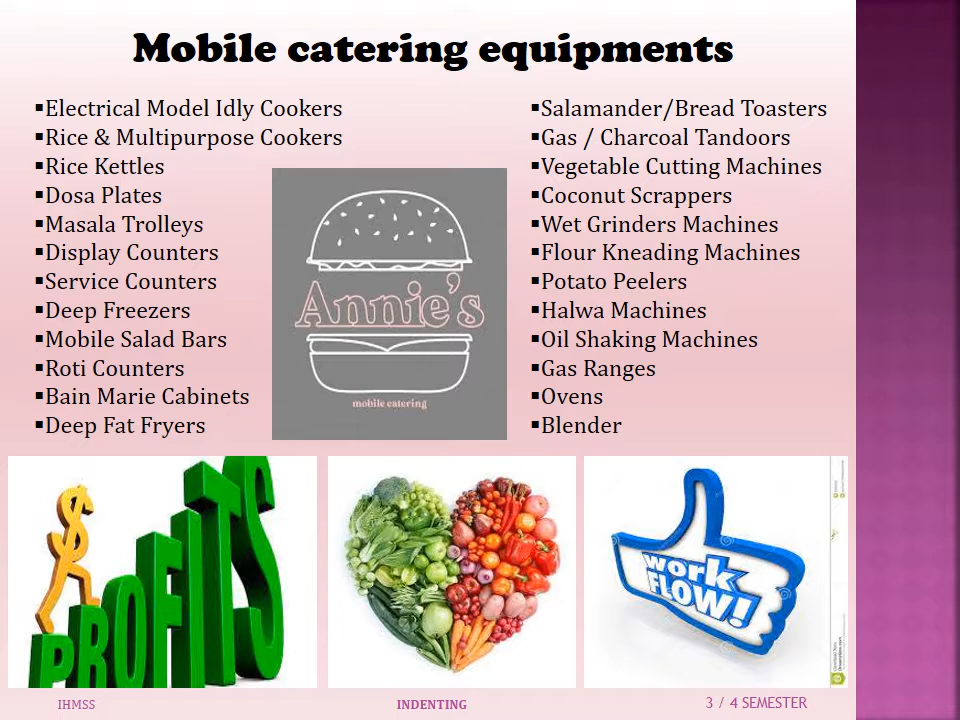 Mobile catering equipments
▪Electrical Model Idly Cookers
▪Rice & Multipurpose Cookers
▪Rice Kettles
▪Dosa Plates
▪Masala Trolleys
▪Display Counters
▪Service Counters
▪Deep Freezers
▪Mobile Salad Bars
▪Roti Counters
▪Bain Marie Cabinets
▪Deep Fat Fryers
Annie's
mobile catering
▪Salamander/Bread Toasters
▪Gas / Charcoal Tandoors
▪Vegetable Cutting Machines
▪Coconut Scrappers
▪Wet Grinders Machines
▪Flour Kneading Machines
▪Potato Peelers
▪Halwa Machines
▪Oil Shaking Machines
▪Gas Ranges
▪Ovens
▪Blender
$
PROFITS
work
FLOW!
IHMSS
INDENTING
3 / 4 SEMESTER